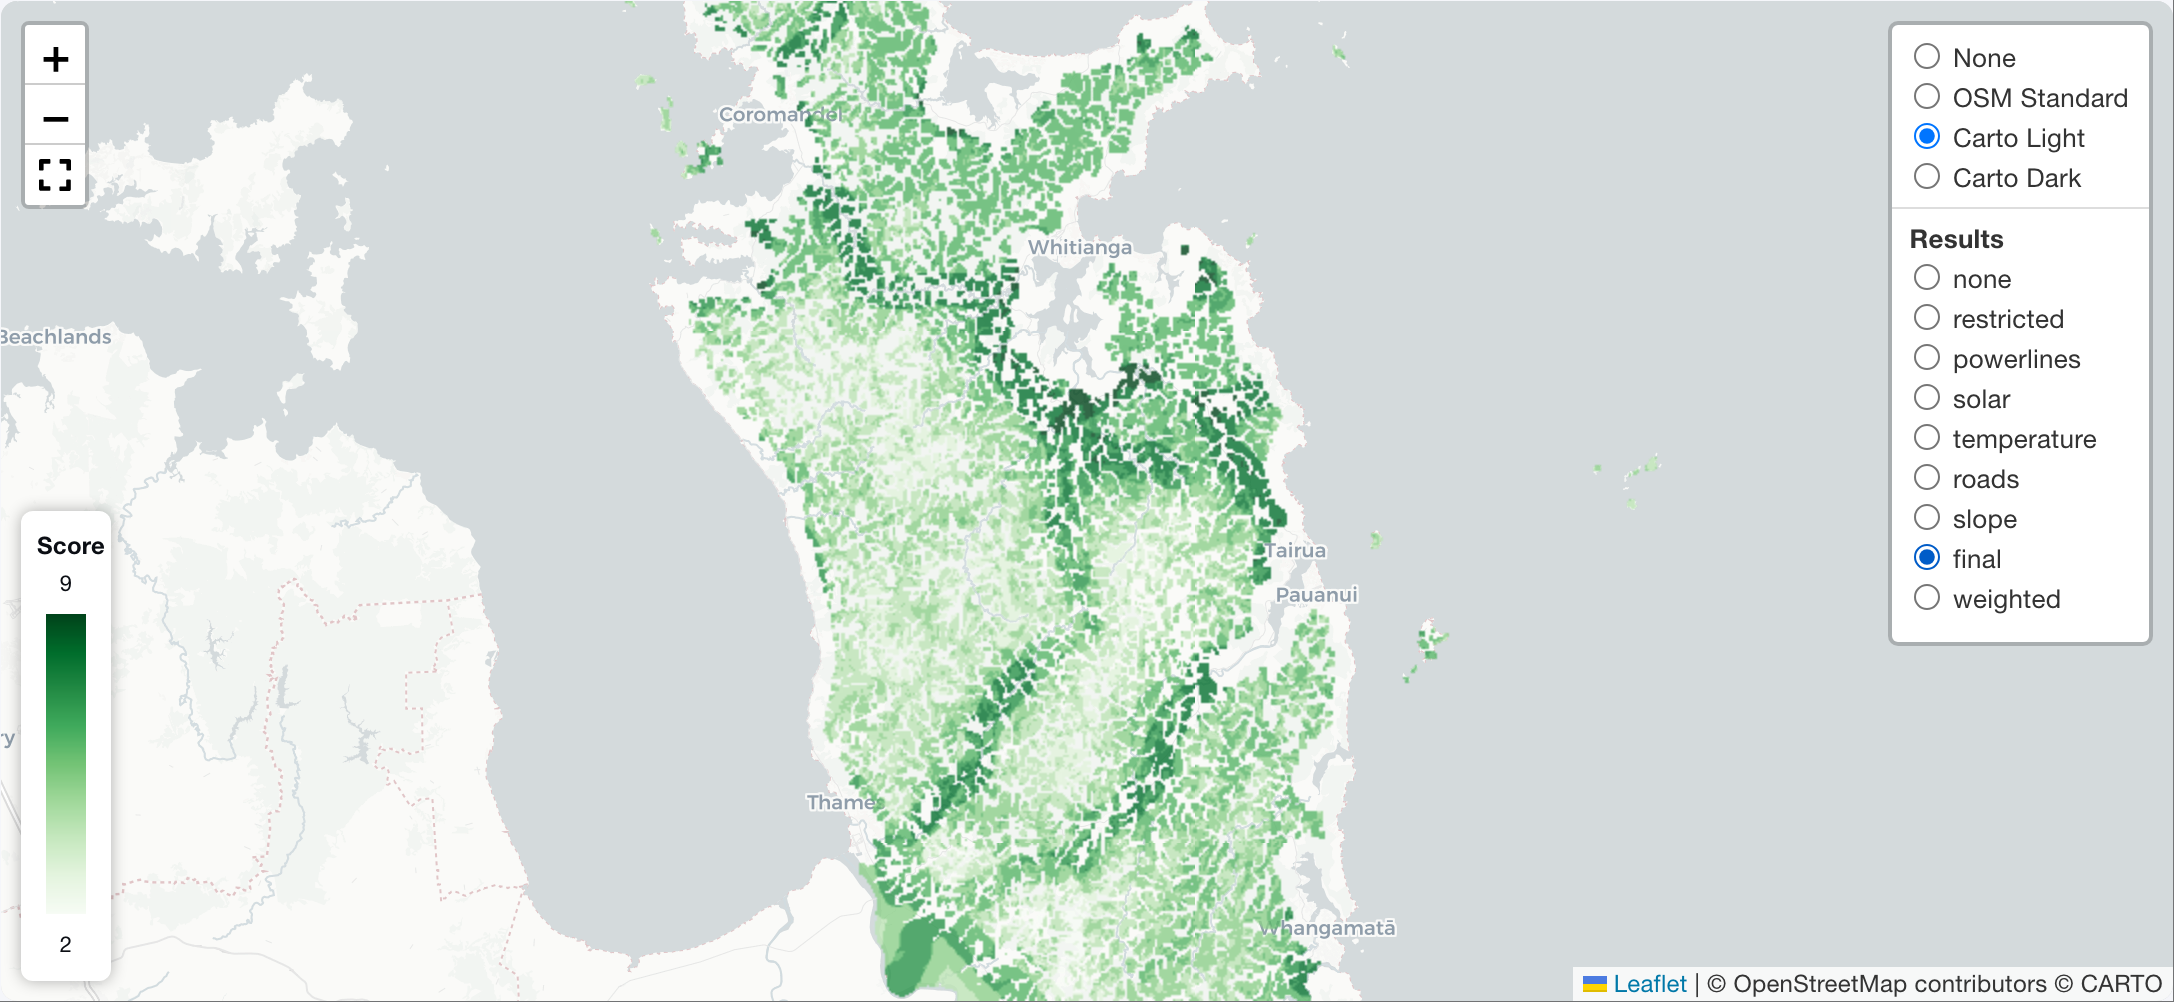 +
−
Coromandel
Whitianga
Beachlands
Tairua
Pauanui
Thames
Whangamatā
ry
Score
9
2
None
OSM Standard
Carto Light
Carto Dark
Results
none
restricted
powerlines
solar
temperature
roads
slope
final
weighted
Leaflet | © OpenStreetMap contributors © CARTO